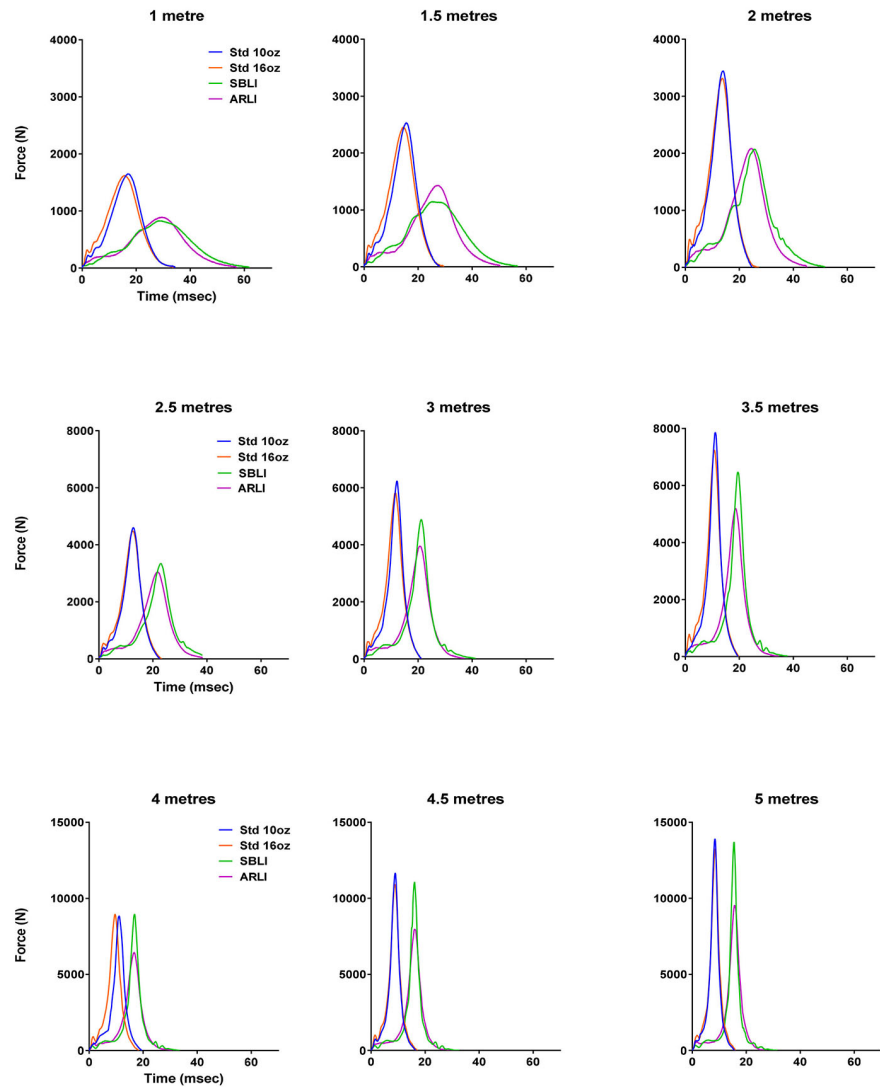 1 metre
1.5 metres
2 metres
Force (N)
4000
3000
2000
1000
0
Std 10oz
Std 16oz
SBLI
ARLI
0 20 40 60
Time (msec)
4000
3000
2000
1000
0
0 20 40 60
4000
3000
2000
1000
0
0 20 40 60
2.5 metres
3 metres
3.5 metres
Force (N)
8000
6000
4000
2000
0
Std 10oz
Std 16oz
SBLI
ARLI
0 20 40 60
Time (msec)
8000
6000
4000
2000
0
0 20 40 60
8000
6000
4000
2000
0
0 20 40 60
4 metres
4.5 metres
5 metres
Force (N)
15000
10000
5000
0
Std 10oz
Std 16oz
SBLI
ARLI
0 20 40 60
Time (msec)
15000
10000
5000
0
0 20 40 60
15000
10000
5000
0
0 20 40 60